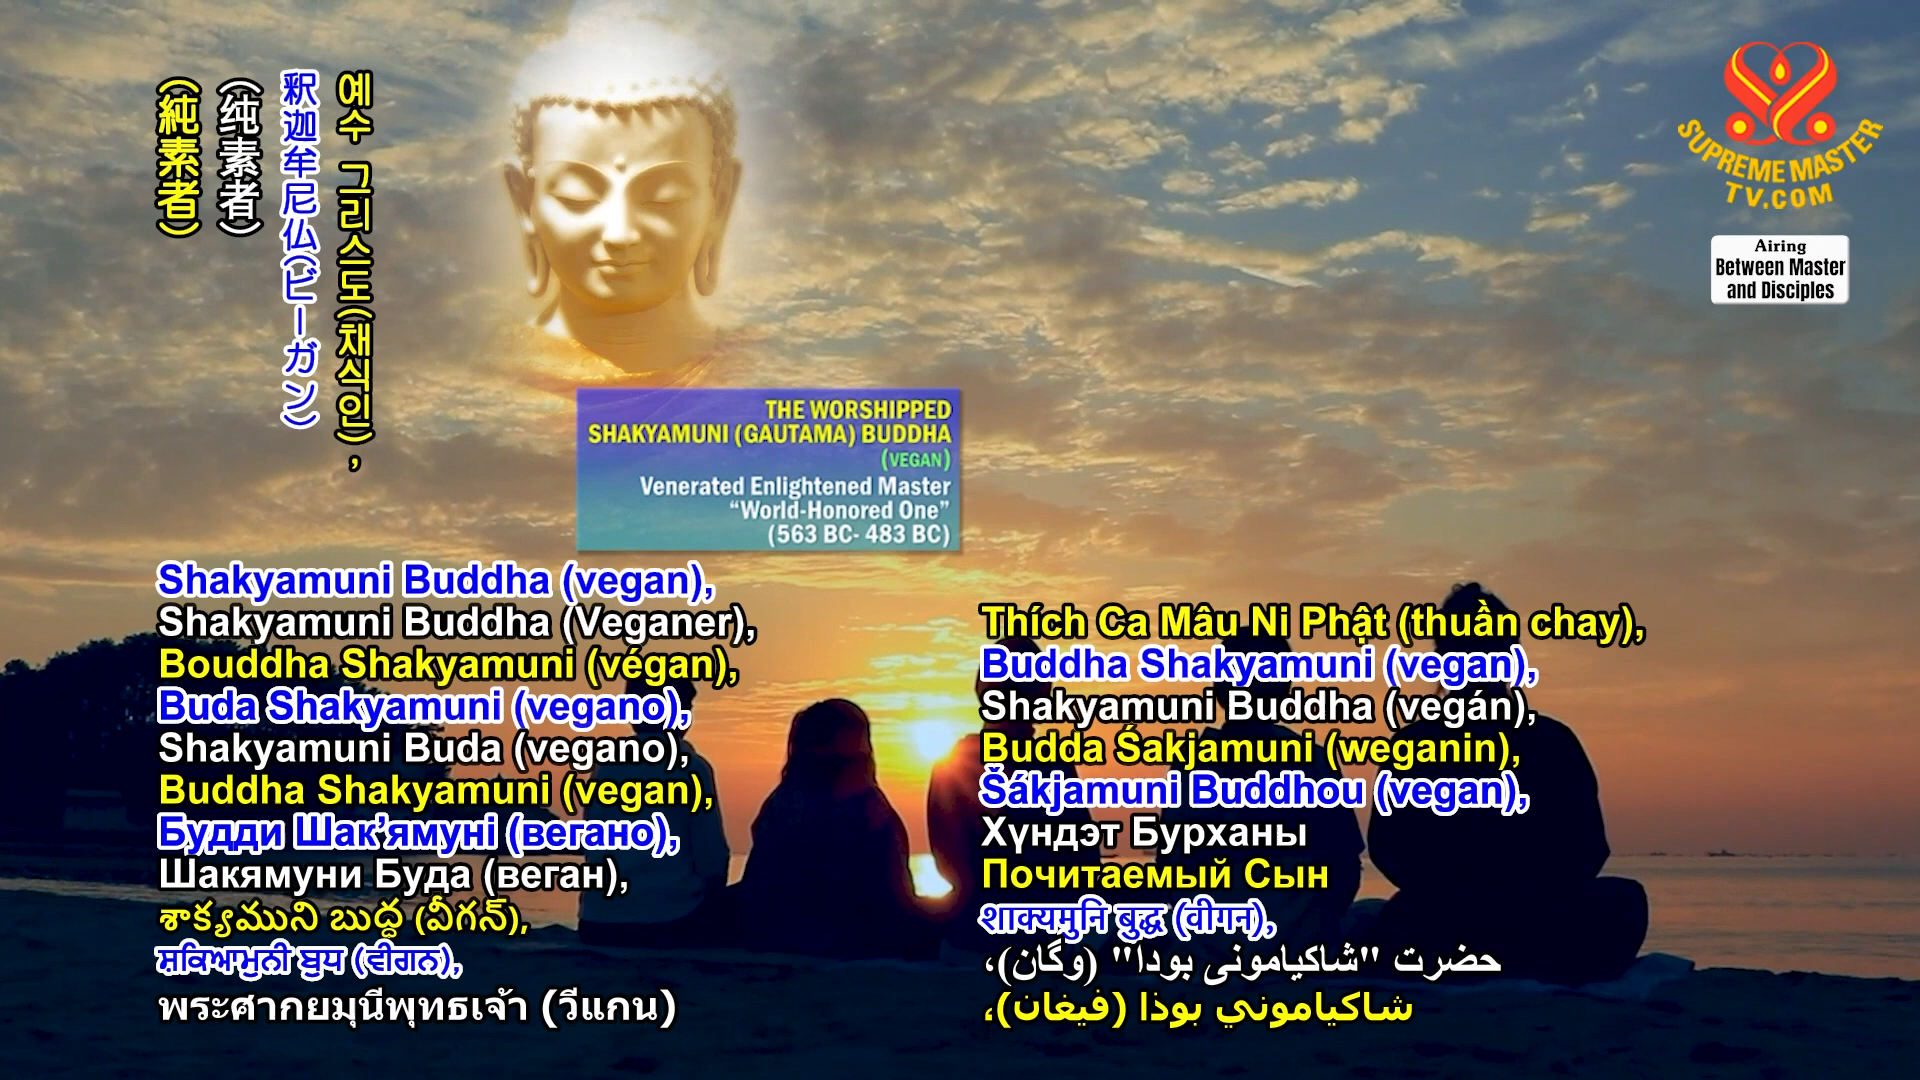 (純素者)
(纯素者)
釈迦牟尼仏(ビーガン)
예수 그리스도(채식인),
SUPREME MASTER
TV.COM
Airing
Between Master
and Disciples
THE WORSHIPPED
SHAKYAMUNI (GAUTAMA) BUDDHA
(VEGAN)
Venerated Enlightened Master
“World-Honored One”
(563 BC- 483 BC)
Shakyamuni Buddha (vegan),
Shakyamuni Buddha (Veganer),
Bouddha Shakyamuni (végan),
Buda Shakyamuni (vegano),
Shakyamuni Buda (vegano),
Buddha Shakyamuni (vegan),
Будди Шак’ямуні (вегано),
Шакямуни Буда (веган),
శాక్యముని బుద్ధ (వీగన్),
ਸ਼ਕਿਆਮੁਨੀ ਬੁਧ (ਵੀਗਨ),
พระศากยมุนีพุทธเจ้า (วีแกน)
Thích Ca Mâu Ni Phật (thuần chay),
Buddha Shakyamuni (vegan),
Shakyamuni Buddha (vegán),
Budda Śakjamuni (weganin),
Šákjamuni Buddhou (vegan),
Хүндэт Бурханы
Почитаемый Сын
शाक्यमुनि बुद्ध (वीगन),
حضرت "شاکیامونی بودا" (وگان)،
شاكياموني بوذا (فيغان)،